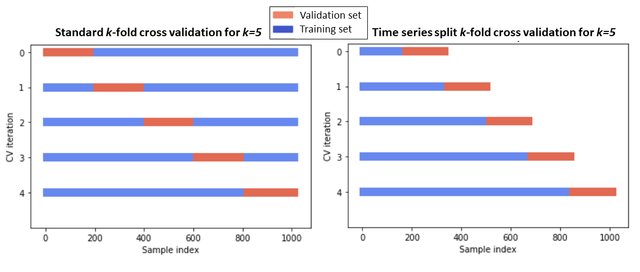 Validation set
Training set
Standard k-fold cross validation for k=5
Time series split k-fold cross validation for k=5
CV iteration
0
1
2
3
4
0 200 400 600 800 1000
Sample index
0
1
2
3
4
0 200 400 600 800 1000
Sample index